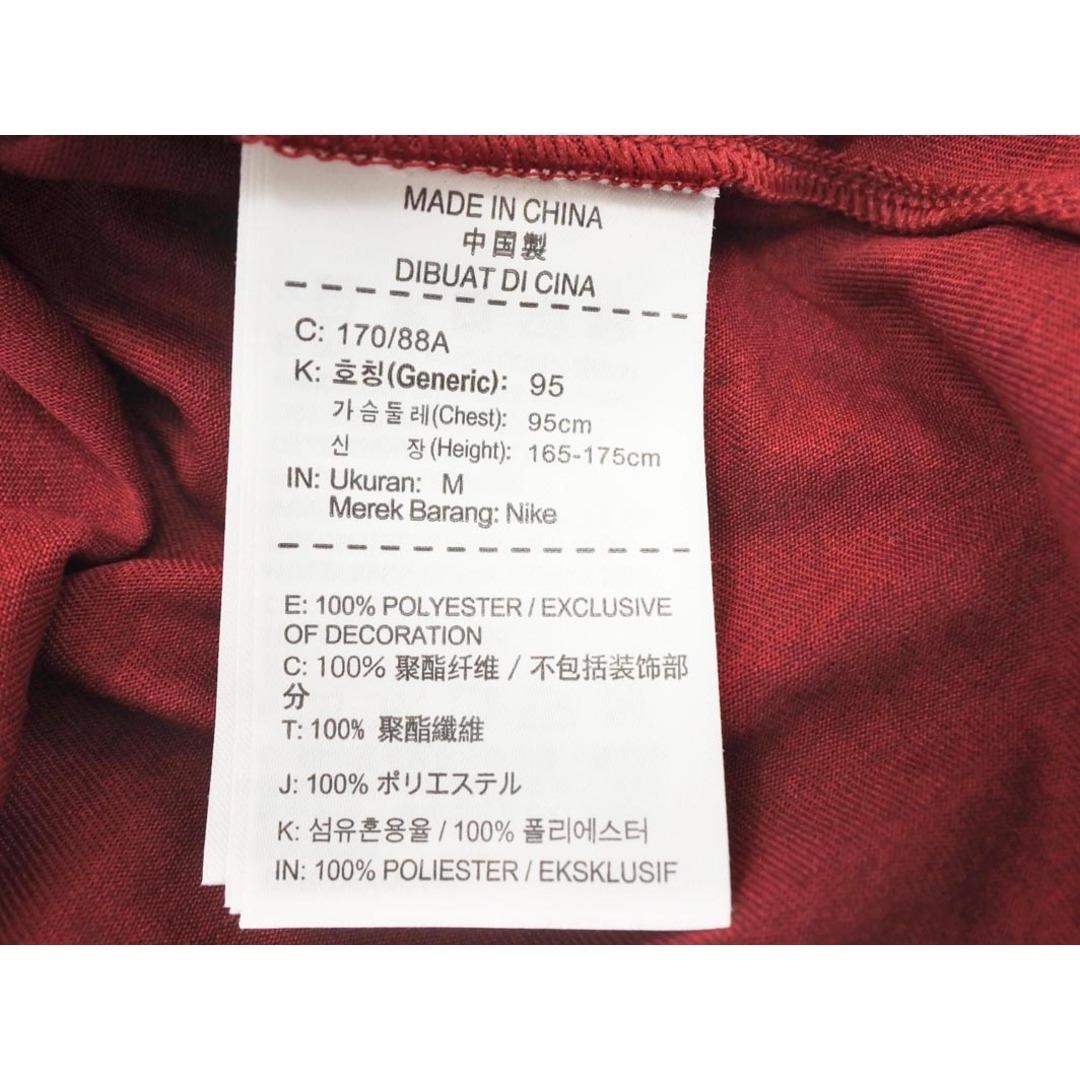 MADE IN CHINA
中国製
DIBUAT DI CINA
C: 170/88A
K: 호칭(Generic): 95
가슴둘레(Chest): 95cm
신 장(Height): 165-175cm
IN: Ukuran: M
Merek Barang: Nike
E: 100% POLYESTER / EXCLUSIVE
OF DECORATION
C: 100% 聚酯纤维 / 不包括装饰部
分
T: 100% 聚酯纖維
J: 100% ポリエステル
K: 섬유혼용율 / 100% 폴리에스터
IN: 100% POLIESTER / EKSKLUSIF